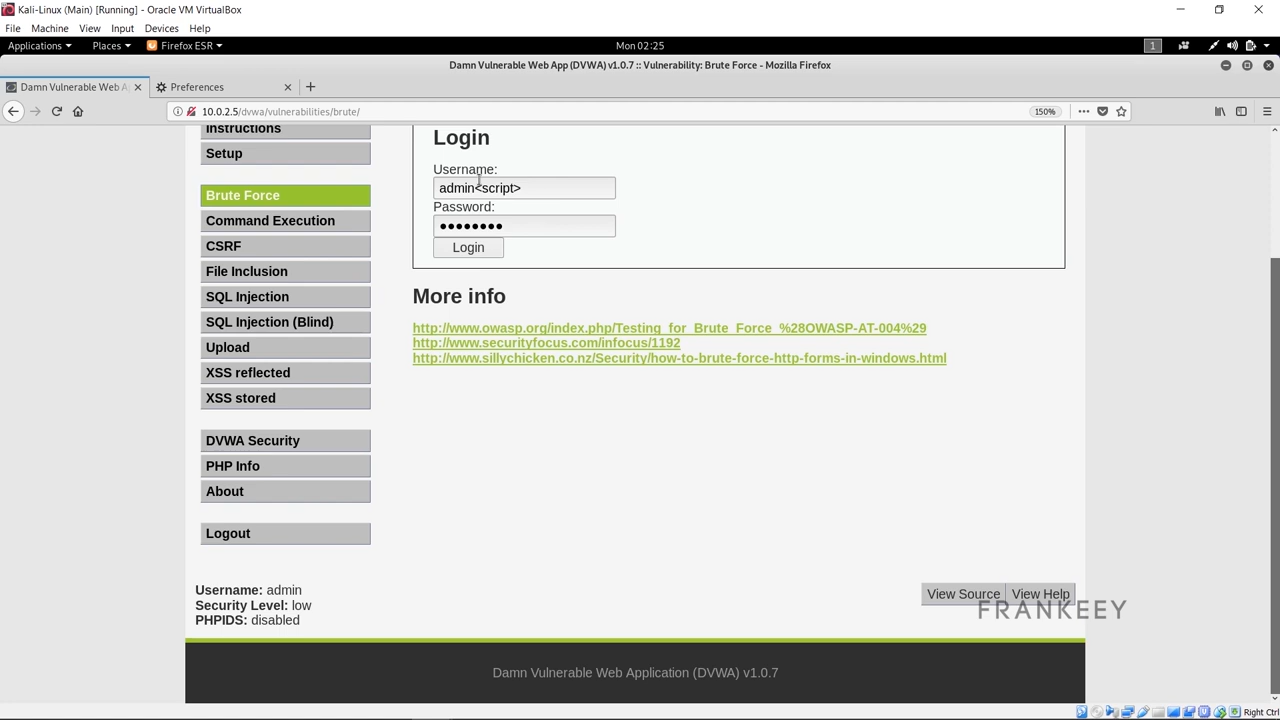 Kali-Linux (Main) [Running] - Oracle VM VirtualBox
File Machine View Input Devices Help
Applications Places Firefox ESR Mon 02:25 1
Damn Vulnerable Web App (DVWA) v1.0.7 :: Vulnerability: Brute Force - Mozilla Firefox
Damn Vulnerable Web A Preferences
10.0.2.5/dvwa/vulnerabilities/brute/ 150%
Instructions
Setup
Brute Force
Command Execution
CSRF
File Inclusion
SQL Injection
SQL Injection (Blind)
Upload
XSS reflected
XSS stored
DVWA Security
PHP Info
About
Logout
Login
Username:
admin<script>
Password:
Login
More info
http://www.owasp.org/index.php/Testing_for_Brute_Force_%28OWASP-AT-004%29
http://www.securityfocus.com/infocus/1192
http://www.sillychicken.co.nz/Security/how-to-brute-force-http-forms-in-windows.html
Username: admin
Security Level: low
PHPIDS: disabled
View Source View Help
FRANKEEY
Damn Vulnerable Web Application (DVWA) v1.0.7
Right Ctrl